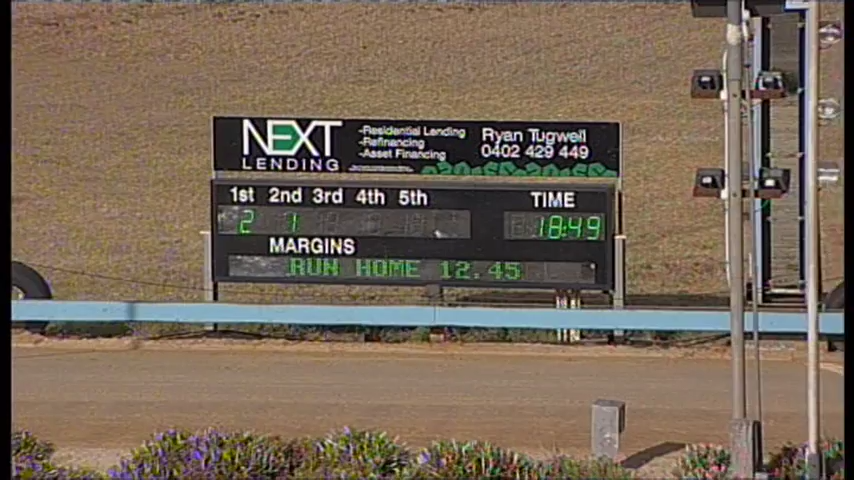 NEXT
LENDING
-Residential Lending
-Refinancing
-Asset Financing
Ryan Tugwell
0402 429 449
1st 2nd 3rd 4th 5th TIME
2 1 18:49
MARGINS
RUN HOME 12.45